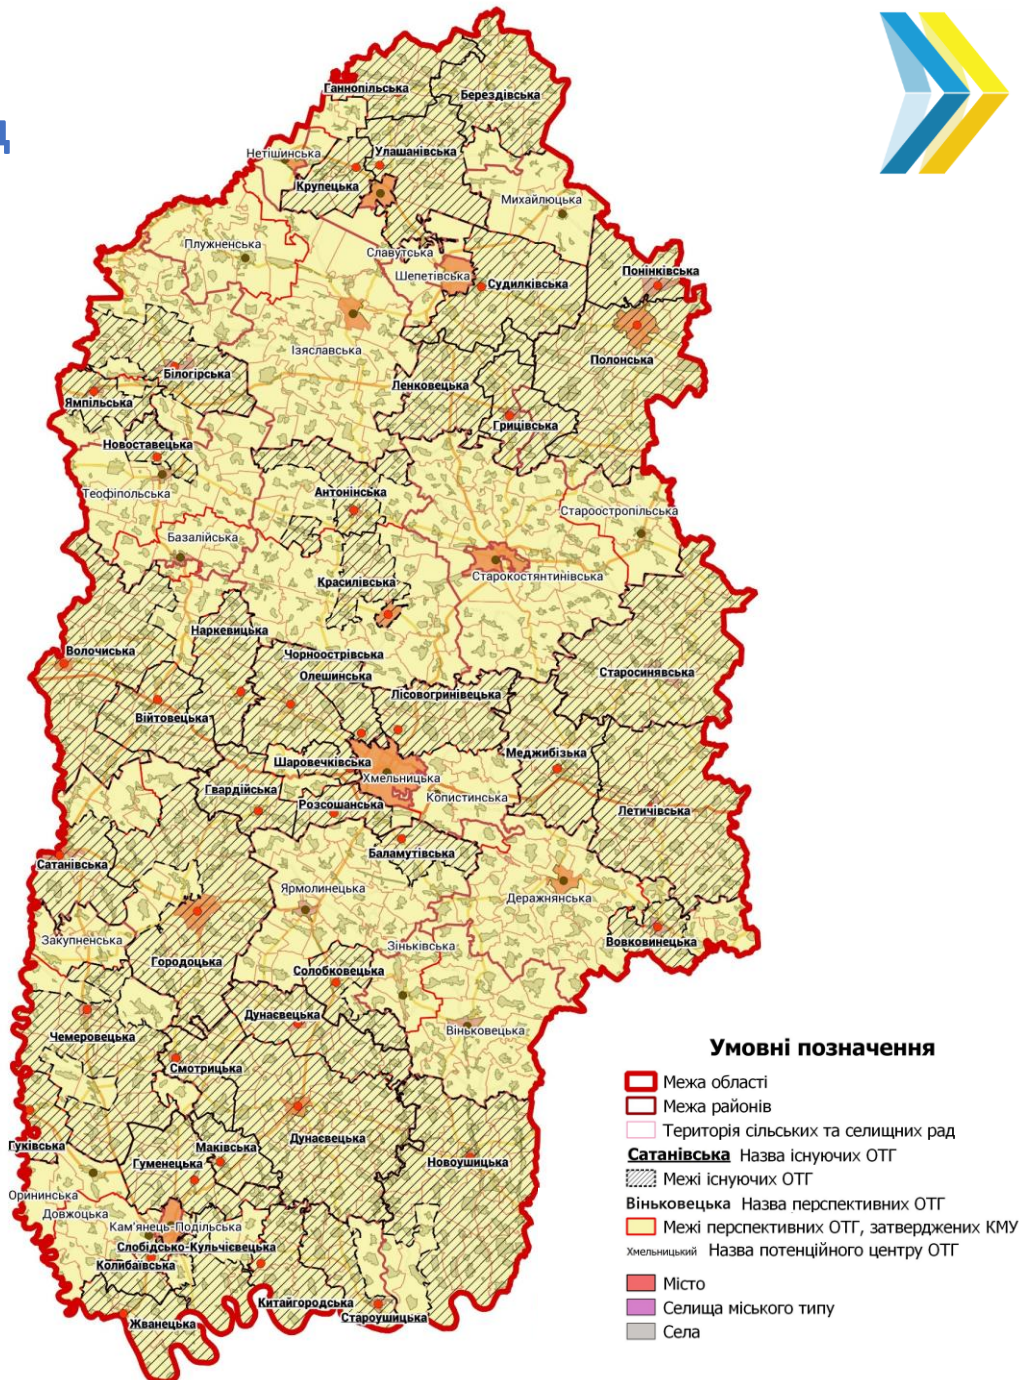 Ц
Ганнопільська
Берездівська
Нетішинська
Улашанівська
Крупецька
Михайлюцька
Плужненська
Славутська
Шепетівська
Понінківська
Судилківська
Ізяславська
Полонська
Білогірська
Ленковецька
Ямпільська
Грицівська
Новоставецька
Теофіпольська
Антонінська
Староостропільська
Базалійська
Красилівська
Старокостянтинівська
Наркевицька
Волочиська
Чорноострівська
Олешинська
Старосинявська
Лісовогринівецька
Війтовецька
Меджибізька
Шаровечківська
Хмельницька
Гвардійська
Розсошанська
Копистинська
Летичівська
Баламутівська
Сатанівська
Ярмолинецька
Деражнянська
Закупненська
Зіньківська
Вовковинецька
Городоцька
Солобковецька
Дунаєвецька
Чемеровецька
Віньковецька
Смотрицька
Гуківська
Маківська
Дунаєвецька
Гуменецька
Новоушицька
Орининська
Довжоцька
Кам'янець-Подільська
Слобідсько-Кульчієвецька
Колибаївська
Китайгородська
Староушицька
Жванецька
Умовні позначення
Межа області
Межа районів
Територія сільських та селищних рад
Сатанівська Назва існуючих ОТГ
Межі існуючих ОТГ
Віньковецька Назва перспективних ОТГ
Межі перспективних ОТГ, затверджених КМУ
Хмельницький Назва потенційного центру ОТГ
Місто
Селища міського типу
Села